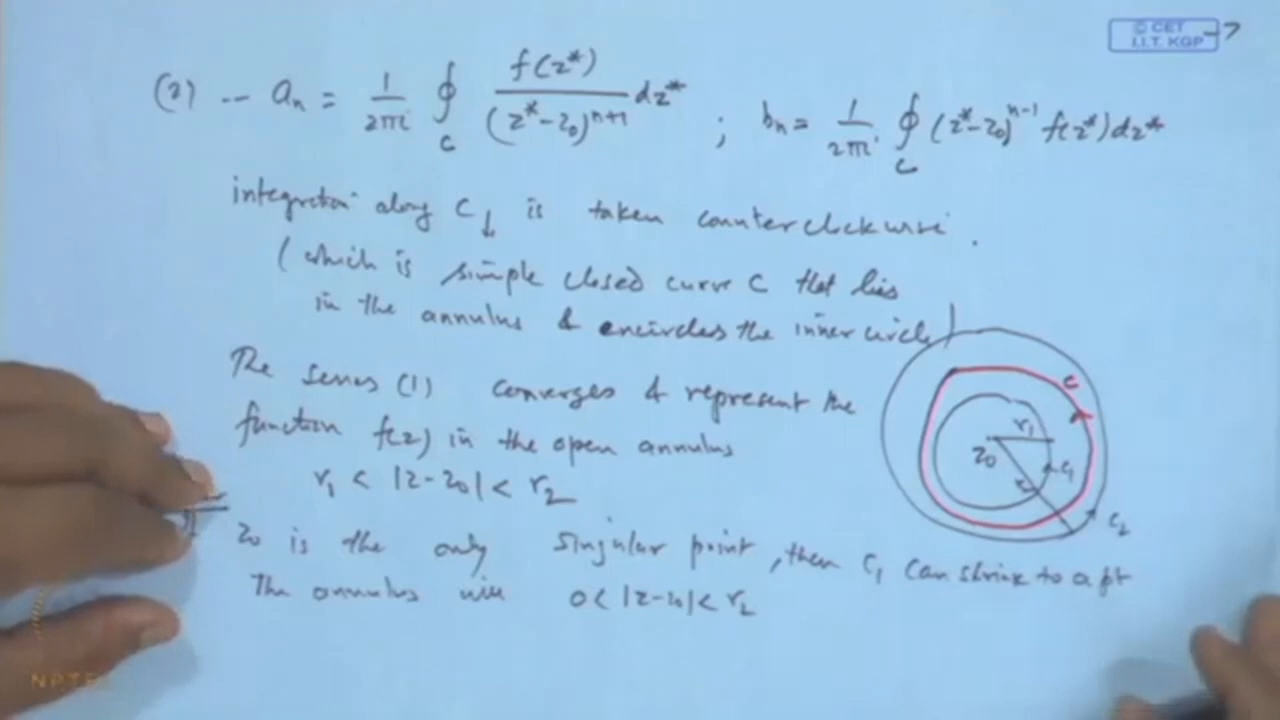 © CET
I.I.T. KGP
-7
(2) -- aₙ = 1/2πi ∮_C f(z*)/(z*-z₀)ⁿ⁺¹ dz* ; bₙ = 1/2πi ∮_C (z*-z₀)ⁿ⁻¹ f(z*)dz*
integration along C is taken counterclockwise.
(which is simple closed curve C that lies
in the annulus & encircles the inner circle)
The series (1) converges & represent the
function f(z) in the open annulus
r₁ < |z-z₀| < r₂
z₀ is the only singular point, then C₁ can shrink to a pt
The annulus will 0 < |z-z₀| < r₂
C
r₁
z₀
C₁
r₂
C₂
NPTEL